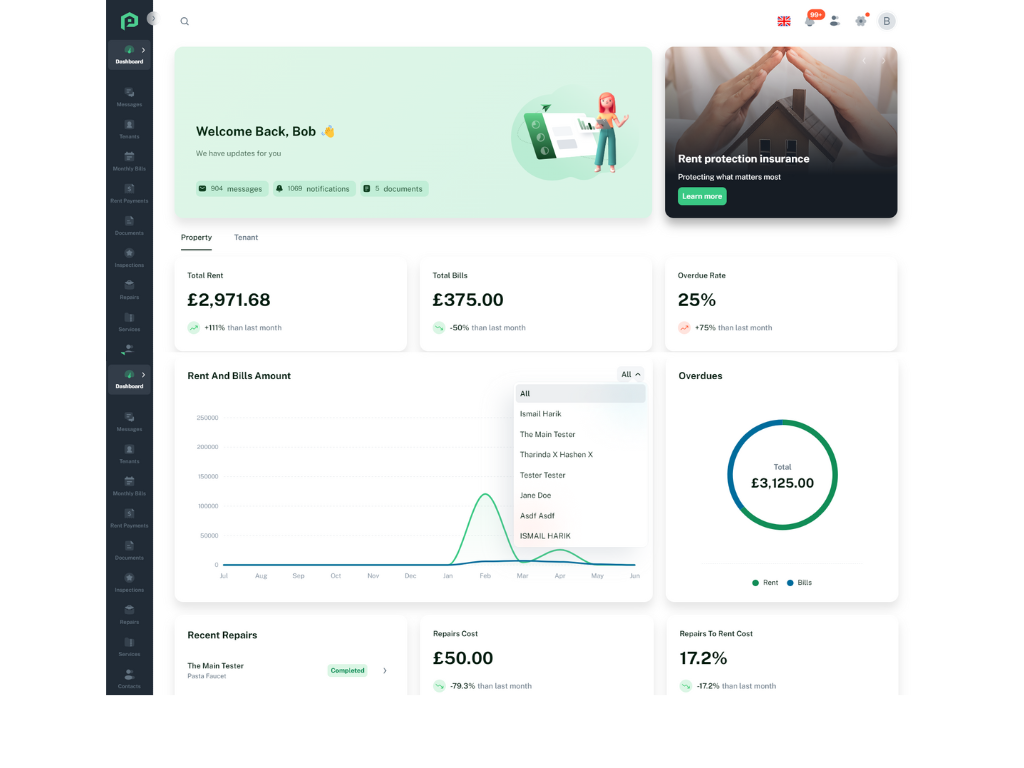 99+
B
Dashboard
Messages
Tenants
Monthly Bills
Rent Payments
Documents
Inspections
Repairs
Services
Dashboard
Messages
Tenants
Monthly Bills
Rent Payments
Documents
Inspections
Repairs
Services
Contacts
Welcome Back, Bob 👋
We have updates for you
904 messages
1069 notifications
5 documents
Rent protection insurance
Protecting what matters most
Learn more
Property
Tenant
Total Rent
£2,971.68
+111% than last month
Total Bills
£375.00
-50% than last month
Overdue Rate
25%
+75% than last month
Rent And Bills Amount
All
All
Ismail Harik
The Main Tester
Tharinda X Hashen X
Tester Tester
Jane Doe
Asdf Asdf
ISMAIL HARIK
250000
200000
150000
100000
50000
0
Jul Aug Sep Oct Nov Dec Jan Feb Mar Apr May Jun
Overdues
Total
£3,125.00
Rent
Bills
Recent Repairs
The Main Tester
Pasta Faucet
Completed
Repairs Cost
£50.00
-79.3% than last month
Repairs To Rent Cost
17.2%
-17.2% than last month